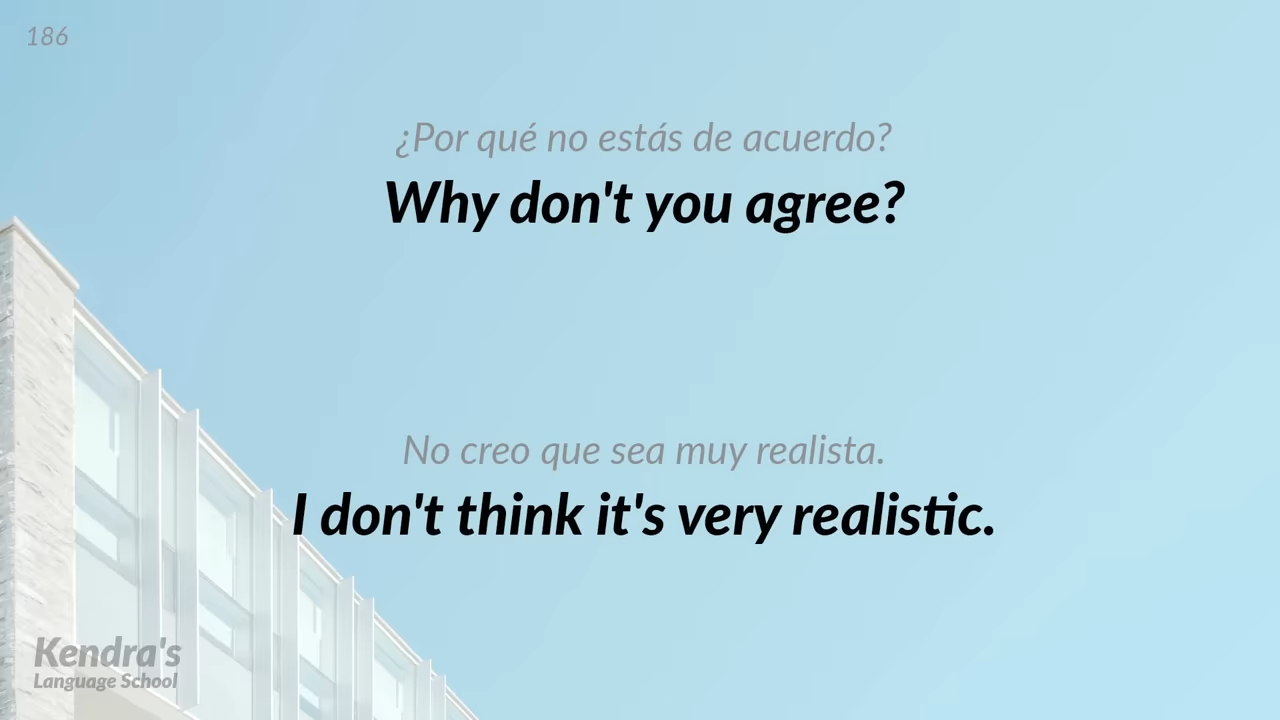 186
¿Por qué no estás de acuerdo?
Why don't you agree?
No creo que sea muy realista.
I don't think it's very realistic.
Kendra's
Language School